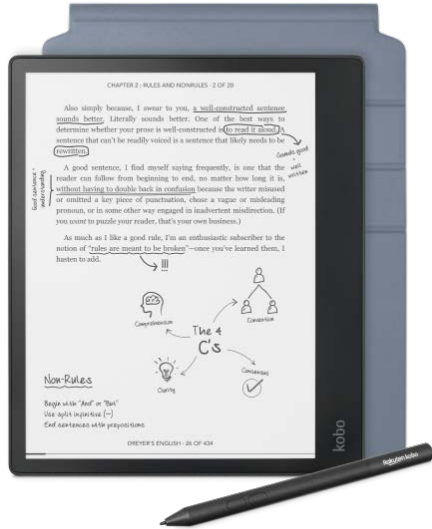 CHAPTER 2 : RULES AND NONRULES · 2 OF 20
Also simply because, I swear to you, a well-constructed sentence
sounds better. Literally sounds better. One of the best ways to
determine whether your prose is well-constructed is to read it aloud. A
sentence that can't be readily voiced is a sentence that likely needs to be
rewritten.
Sounds good
= well
written
A good sentence, I find myself saying frequently, is one that the
reader can follow from beginning to end, no matter how long it is,
without having to double back in confusion because the writer misused
or omitted a key piece of punctuation, chose a vague or misleading
pronoun, or in some other way engaged in inadvertent misdirection. (If
you want to puzzle your reader, that's your own business.)
Good sentence =
understanding
As much as I like a good rule, I'm an enthusiastic subscriber to the
notion of "rules are meant to be broken"—once you've learned them, I
hasten to add.
!!!
Comprehension
The 4
C's
Convention
Clarity
Consensus
Non-Rules
Begin with "And" or "But"
Use split infinitive (~)
End sentences with prepositions
DREYER'S ENGLISH · 26 OF 434
kobo
Rakuten kobo